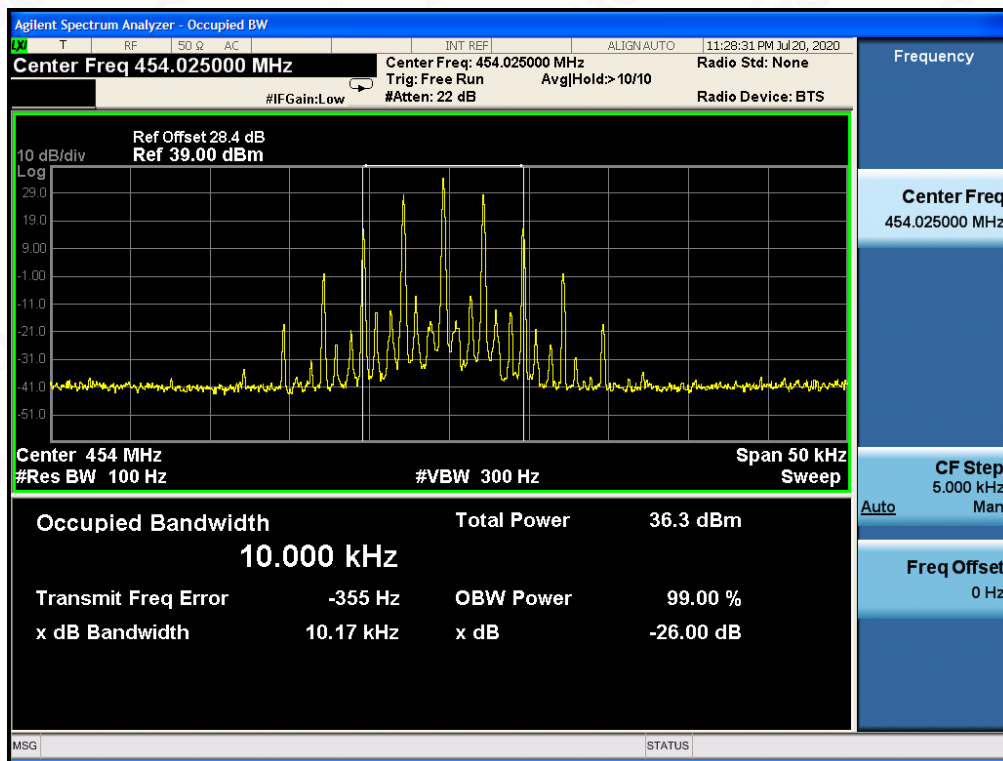 Agilent Spectrum Analyzer - Occupied BW
LXI T RF 50 Ω AC INT REF ALIGN AUTO 11:28:31 PM Jul 20, 2020
Center Freq 454.025000 MHz
Center Freq: 454.025000 MHz Radio Std: None
Trig: Free Run Avg|Hold:>10/10
#IFGain:Low #Atten: 22 dB Radio Device: BTS
Frequency
Ref Offset 28.4 dB
10 dB/div Ref 39.00 dBm
Log
29.0
19.0
9.00
-1.00
-11.0
-21.0
-31.0
-41.0
-51.0
Center 454 MHz Span 50 kHz
#Res BW 100 Hz #VBW 300 Hz Sweep
Occupied Bandwidth Total Power 36.3 dBm
10.000 kHz
Transmit Freq Error -355 Hz OBW Power 99.00 %
x dB Bandwidth 10.17 kHz x dB -26.00 dB
Center Freq
454.025000 MHz
CF Step
5.000 kHz
Auto Man
Freq Offset
0 Hz
MSG STATUS